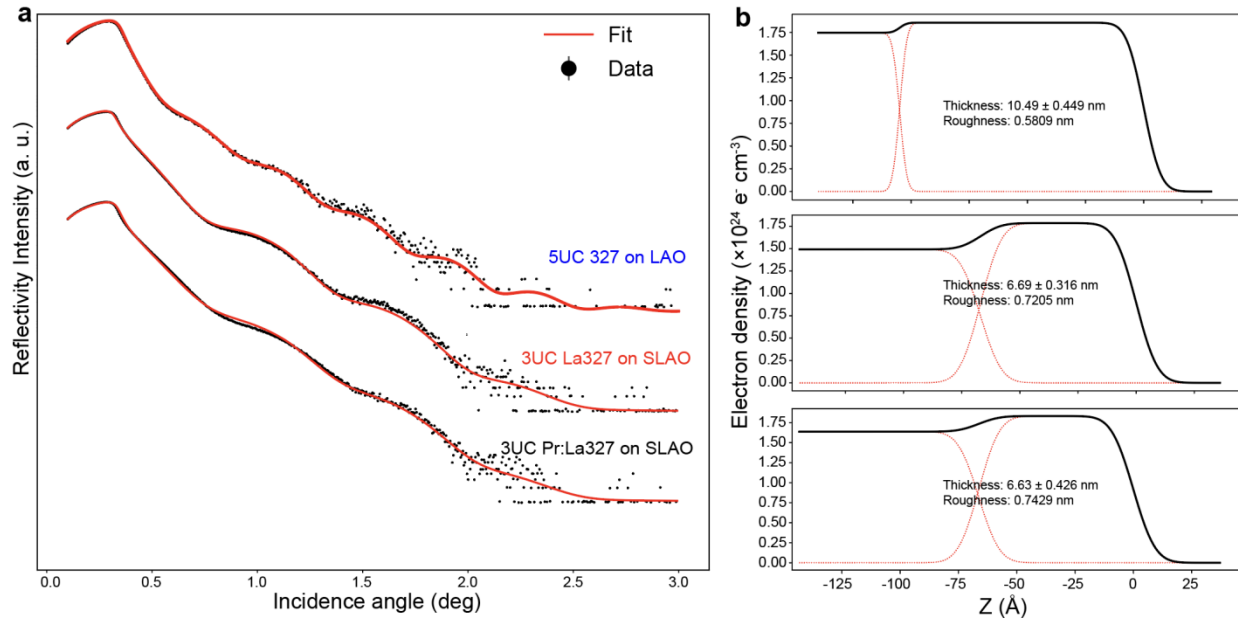 a
Fit
Data
Reflectivity Intensity (a. u.)
5UC 327 on LAO
3UC La327 on SLAO
3UC Pr:La327 on SLAO
0.0 0.5 1.0 1.5 2.0 2.5 3.0
Incidence angle (deg)
b
Electron density (×10²⁴ e⁻ cm⁻³)
1.75
1.50
1.25
1.00
0.75
0.50
0.25
0.00
Thickness: 10.49 ± 0.449 nm
Roughness: 0.5809 nm
1.75
1.50
1.25
1.00
0.75
0.50
0.25
0.00
Thickness: 6.69 ± 0.316 nm
Roughness: 0.7205 nm
1.75
1.50
1.25
1.00
0.75
0.50
0.25
0.00
Thickness: 6.63 ± 0.426 nm
Roughness: 0.7429 nm
-125 -100 -75 -50 -25 0 25
Z (Å)